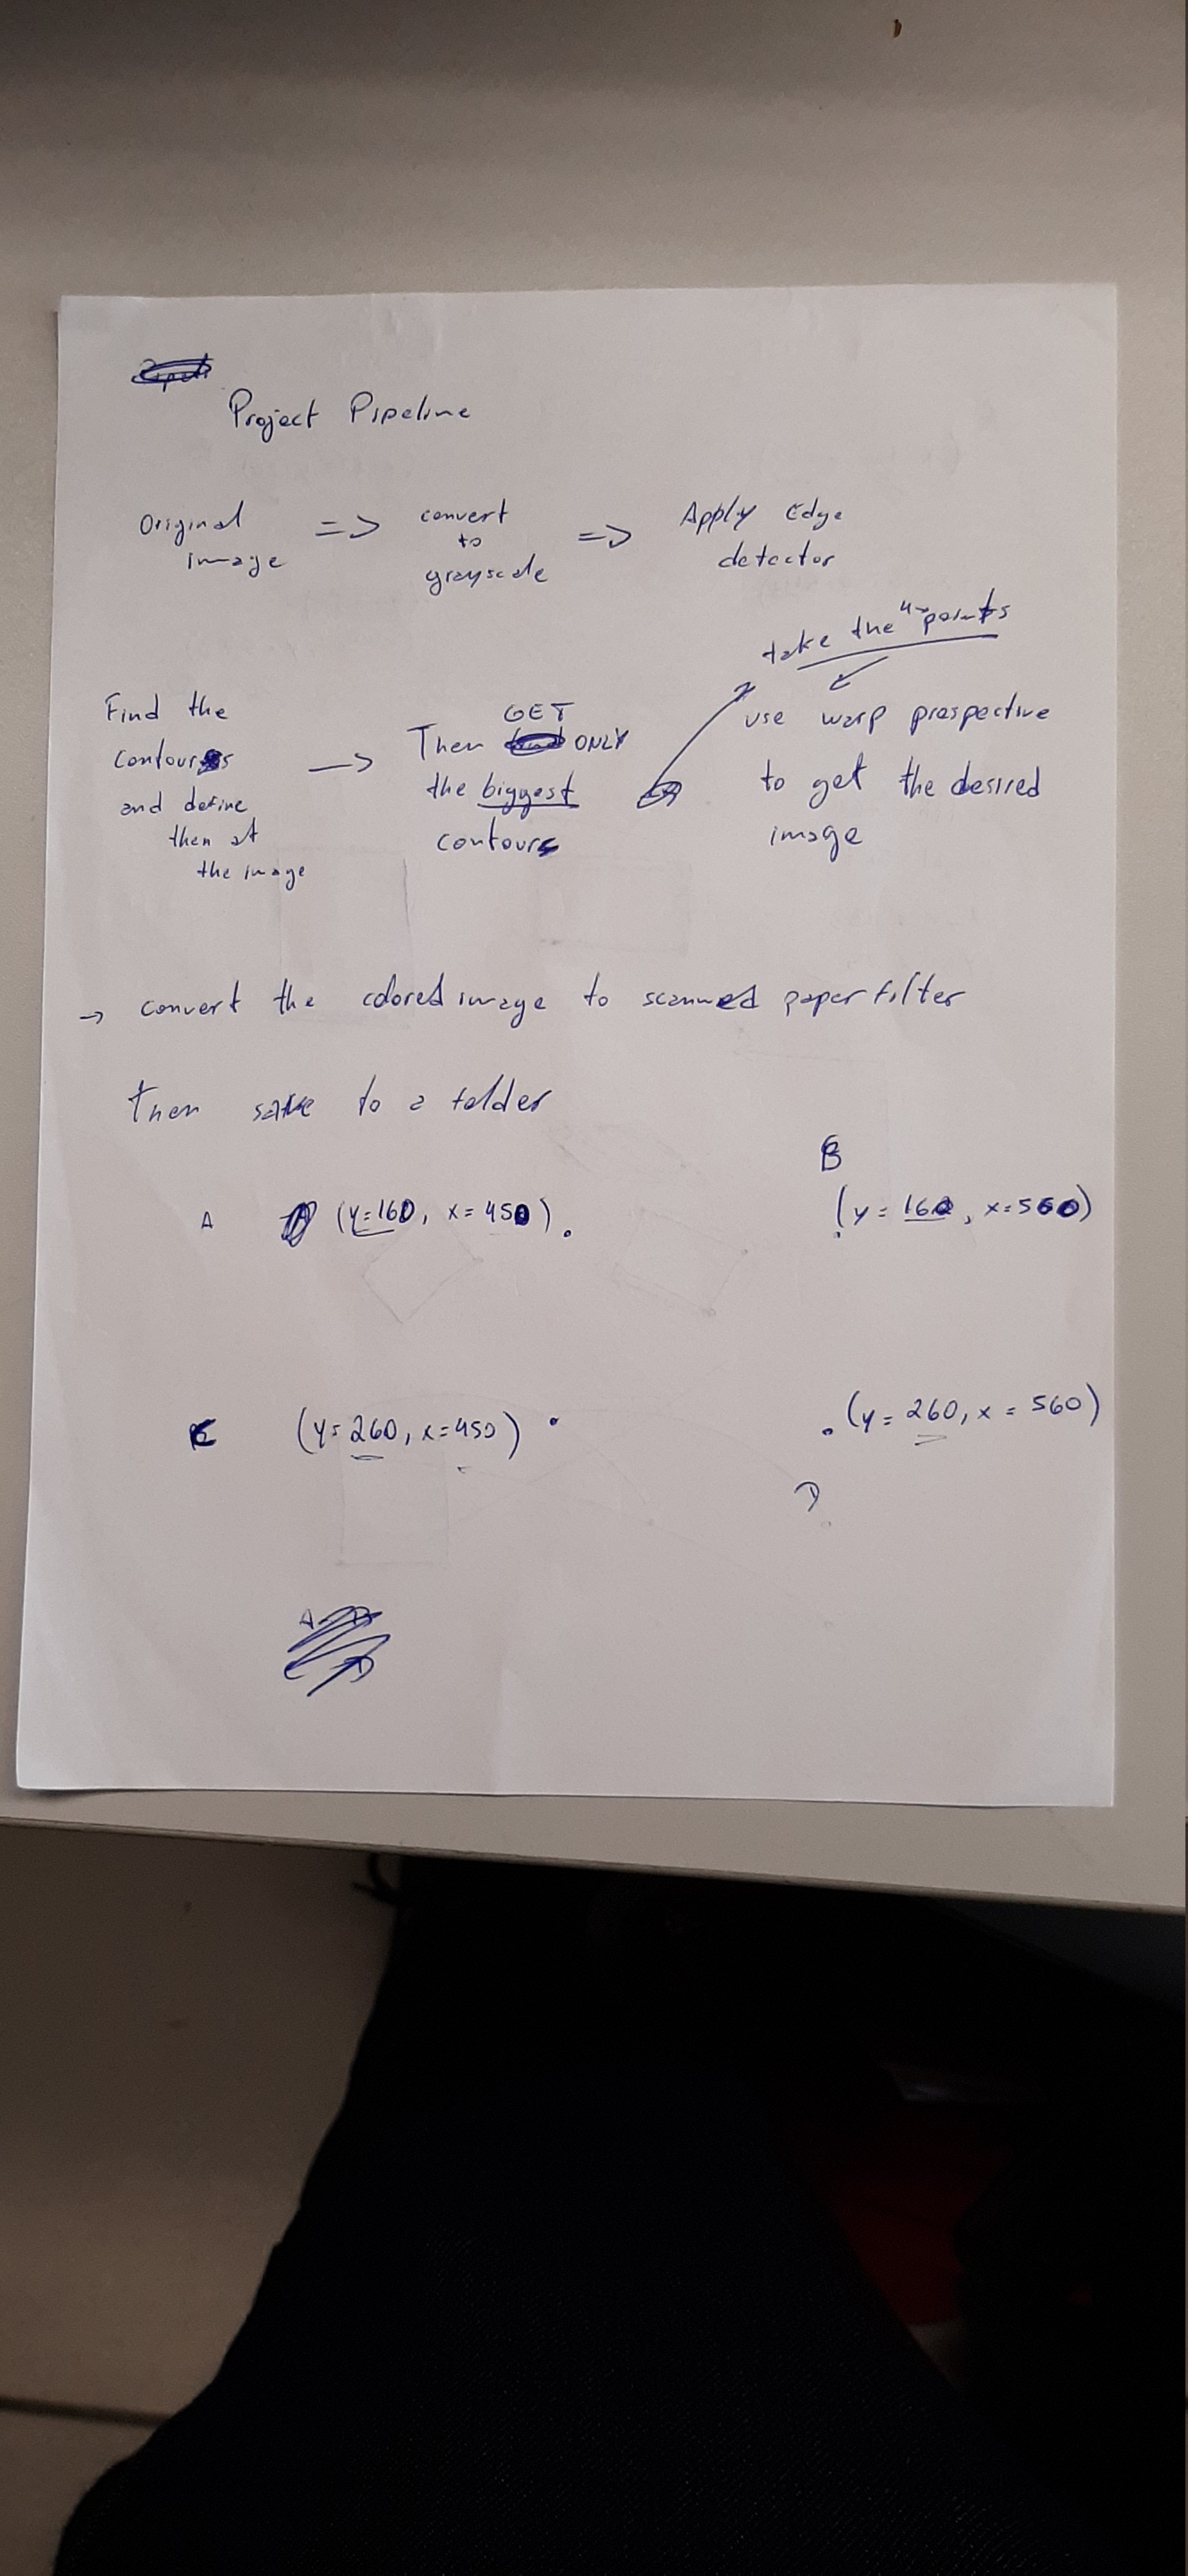 Project Pipeline
Original => convert => Apply Edge
image to detector
grayscale
take the 4 points
Find the GET use warp prospective
contours -> Then ONLY to get the desired
and define the biggest image
then at contours
the image
-> convert the colored image to scanned paper filter
then save to a folder
B
A (y=160, x=450) (y=160, x=560)
C (y=260, x=450) (y=260, x=560)
D